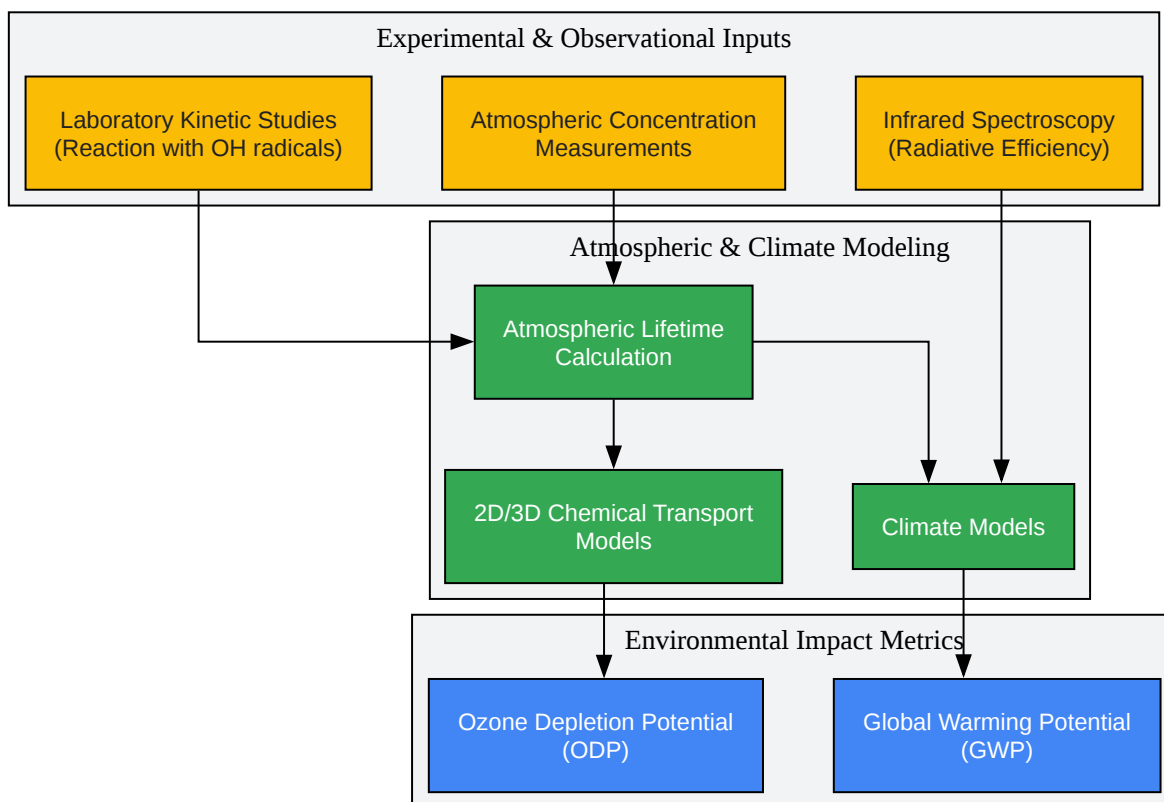 Experimental & Observational Inputs
Laboratory Kinetic Studies
(Reaction with OH radicals)
Atmospheric Concentration
Measurements
Infrared Spectroscopy
(Radiative Efficiency)
Atmospheric & Climate Modeling
Atmospheric Lifetime
Calculation
2D/3D Chemical Transport
Models
Climate Models
Environmental Impact Metrics
Ozone Depletion Potential
(ODP)
Global Warming Potential
(GWP)